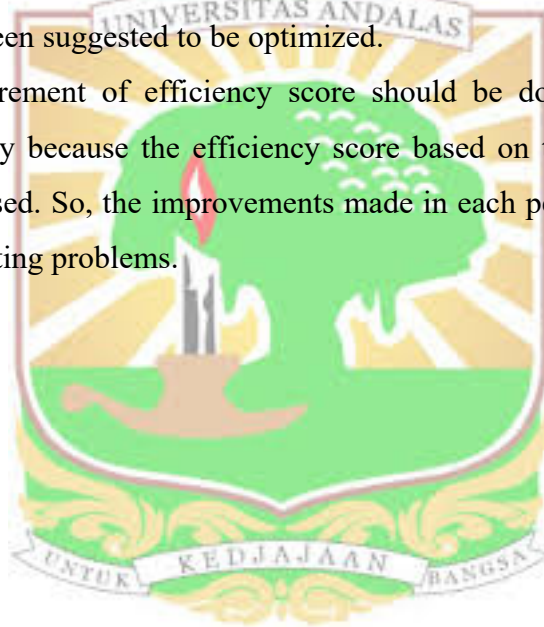 UNIVERSITAS ANDALAS
een suggested to be optimized.
rement of efficiency score should be do
y because the efficiency score based on
sed. So, the improvements made in each
ting problems.
UNTUK KEDJAJAAN BANGSA